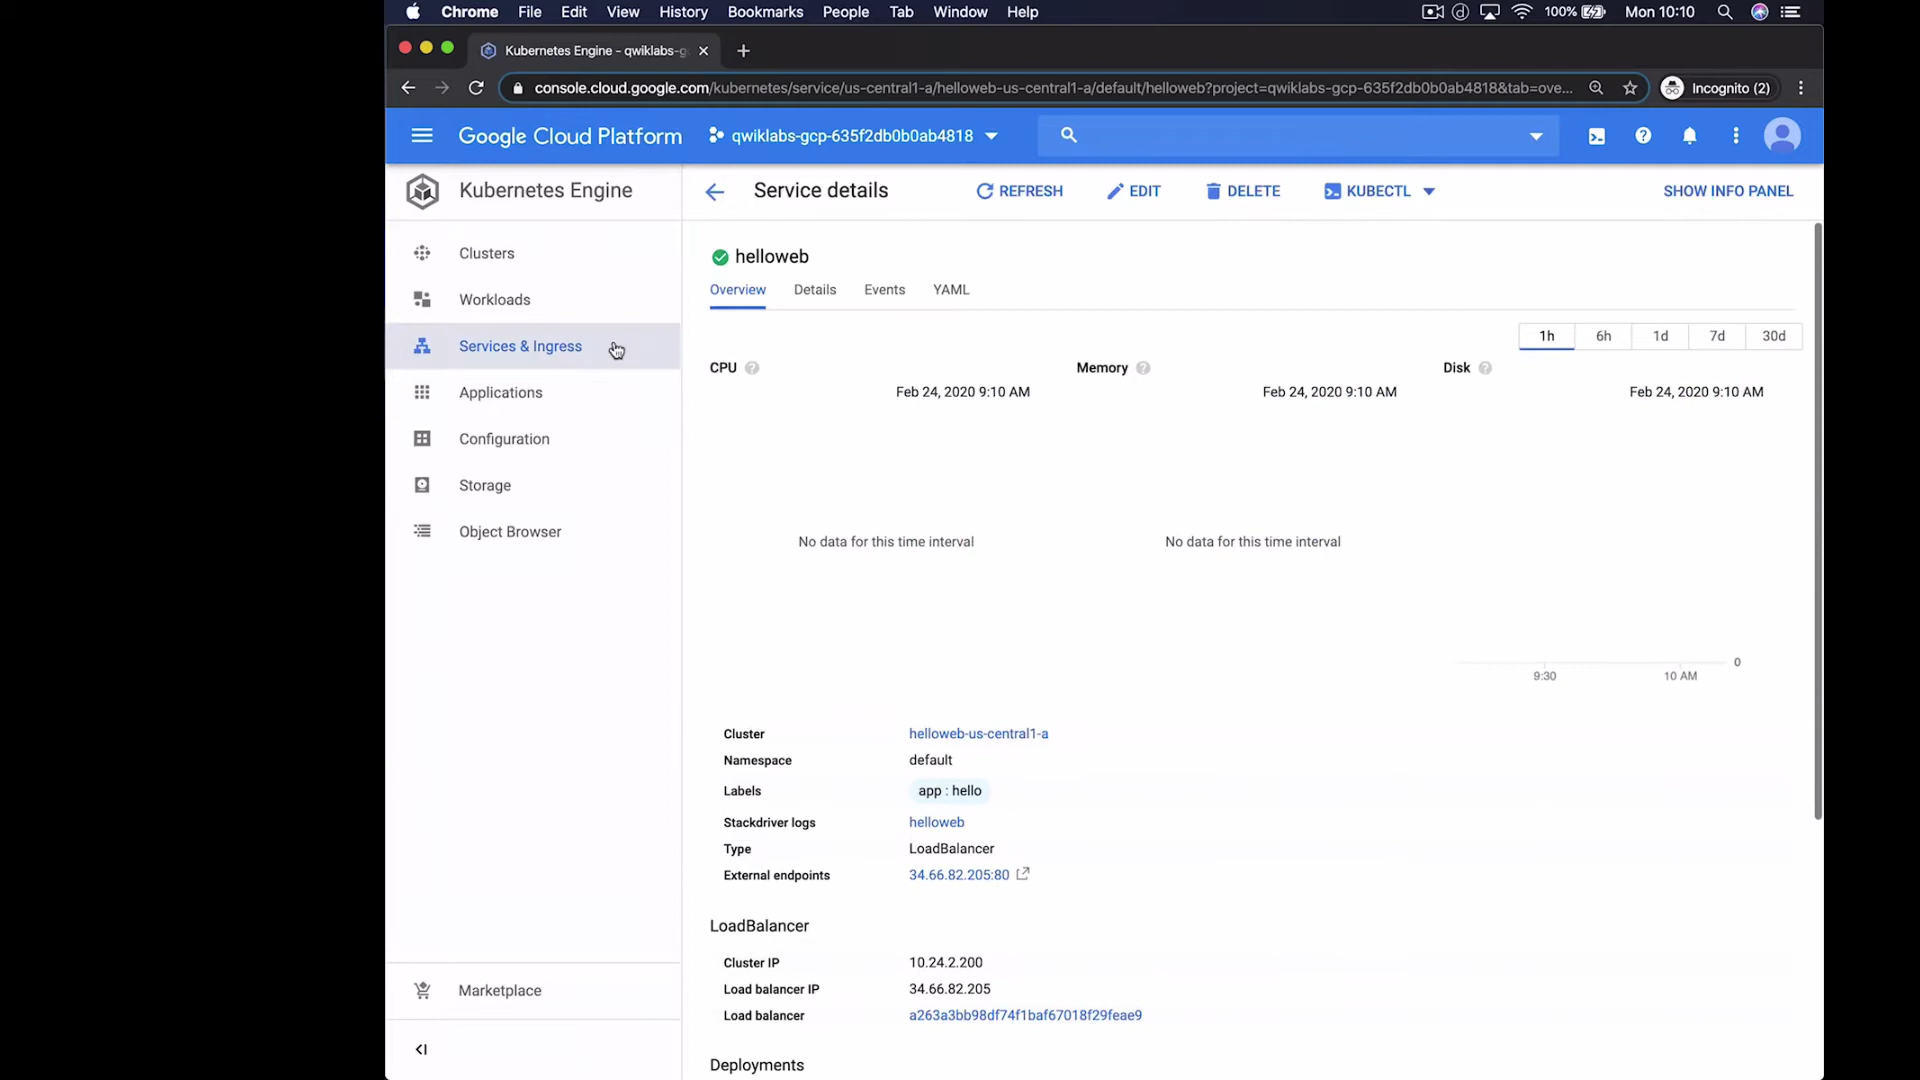 Chrome File Edit View History Bookmarks People Tab Window Help 100% Mon 10:10
Kubernetes Engine - qwiklabs-g
console.cloud.google.com/kubernetes/service/us-central1-a/helloweb-us-central1-a/default/helloweb?project=qwiklabs-gcp-635f2db0b0ab4818&tab=ove... Incognito (2)
Google Cloud Platform qwiklabs-gcp-635f2db0b0ab4818
Kubernetes Engine
Service details REFRESH EDIT DELETE KUBECTL SHOW INFO PANEL
Clusters
Workloads
Services & Ingress
Applications
Configuration
Storage
Object Browser
Marketplace
helloweb
Overview Details Events YAML
1h 6h 1d 7d 30d
CPU Memory Disk
Feb 24, 2020 9:10 AM Feb 24, 2020 9:10 AM Feb 24, 2020 9:10 AM
No data for this time interval No data for this time interval
0
9:30 10 AM
Cluster helloweb-us-central1-a
Namespace default
Labels app : hello
Stackdriver logs helloweb
Type LoadBalancer
External endpoints 34.66.82.205:80
LoadBalancer
Cluster IP 10.24.2.200
Load balancer IP 34.66.82.205
Load balancer a263a3bb98df74f1baf67018f29feae9
Deployments